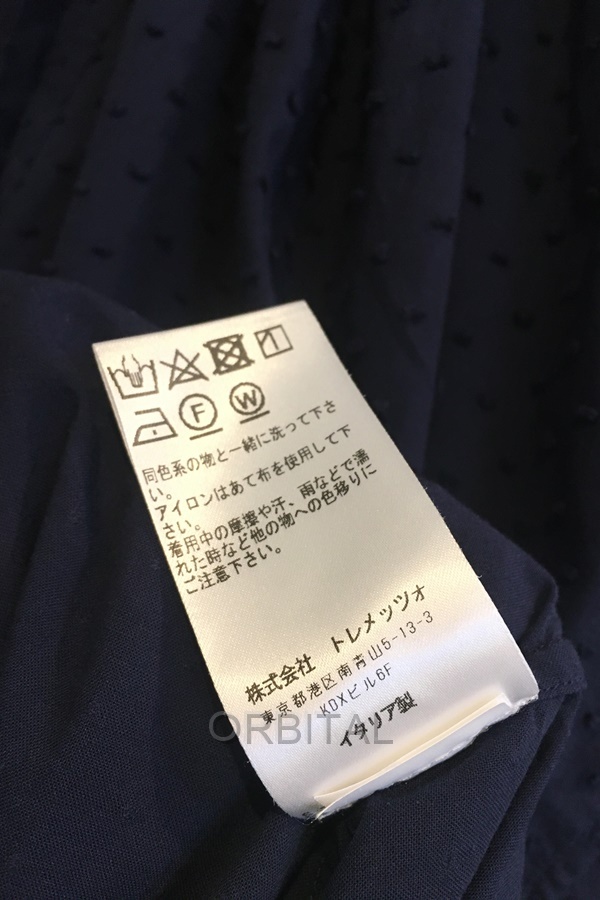 F W
同色系の物と一緒に洗って下さ
い。
アイロンはあて布を使用して下
さい。
着用中の摩擦や汗、雨などで濡
れた時など他の物への色移りに
ご注意下さい。
株式会社 トレメッツォ
東京都港区南青山5-13-3
KDXビル6F
イタリア製
ORBITAL